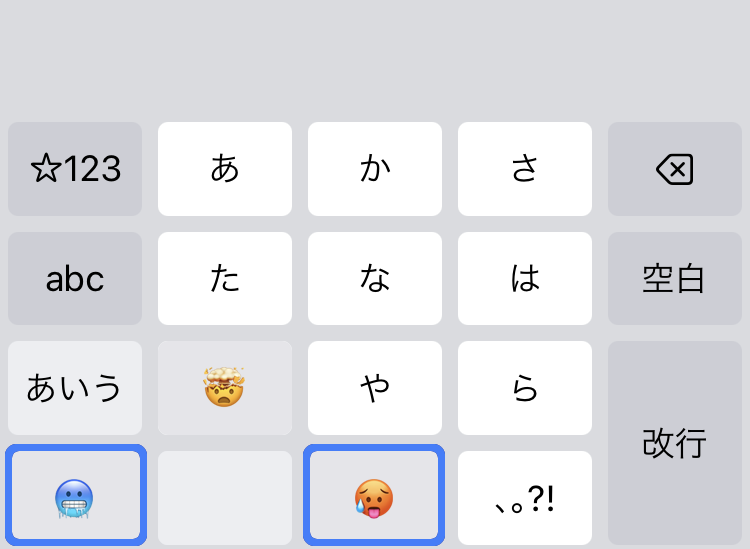 ☆123 あ か さ
abc た な は 空白
あいう 🤯 や ら 改行
🥶 🥵 、。?!